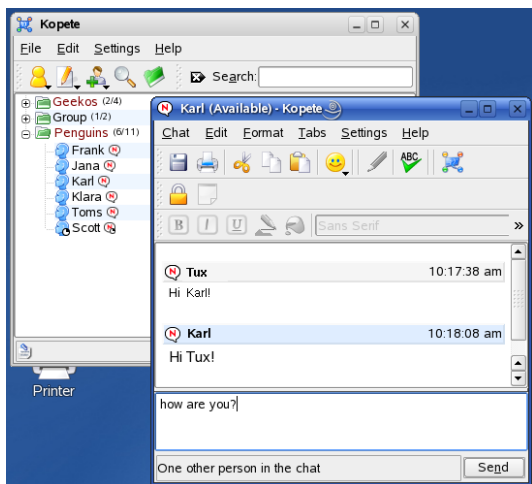 Kopete
File Edit Settings Help
Search:
Geekos (2/4)
Group (1/2)
Penguins (6/11)
Frank
Jana
Karl
Klara
Toms
Scott
Printer
Karl (Available) - Kopete
Chat Edit Format Tabs Settings Help
ABC
B I U Sans Serif »
N Tux 10:17:38 am
Hi Karl!
N Karl 10:18:08 am
Hi Tux!
how are you?
One other person in the chat Send